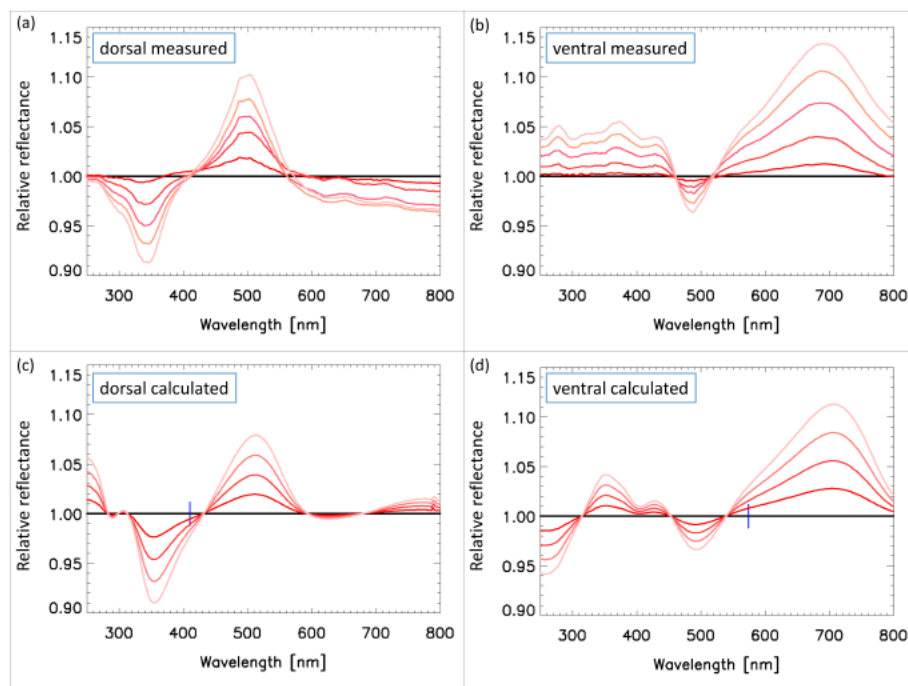 (a)
dorsal measured
1.15
1.10
1.05
1.00
0.95
0.90
Relative reflectance
300 400 500 600 700 800
Wavelength [nm]
(b)
ventral measured
1.15
1.10
1.05
1.00
0.95
0.90
Relative reflectance
300 400 500 600 700 800
Wavelength [nm]
(c)
dorsal calculated
1.15
1.10
1.05
1.00
0.95
0.90
Relative reflectance
300 400 500 600 700 800
Wavelength [nm]
(d)
ventral calculated
1.15
1.10
1.05
1.00
0.95
0.90
Relative reflectance
300 400 500 600 700 800
Wavelength [nm]